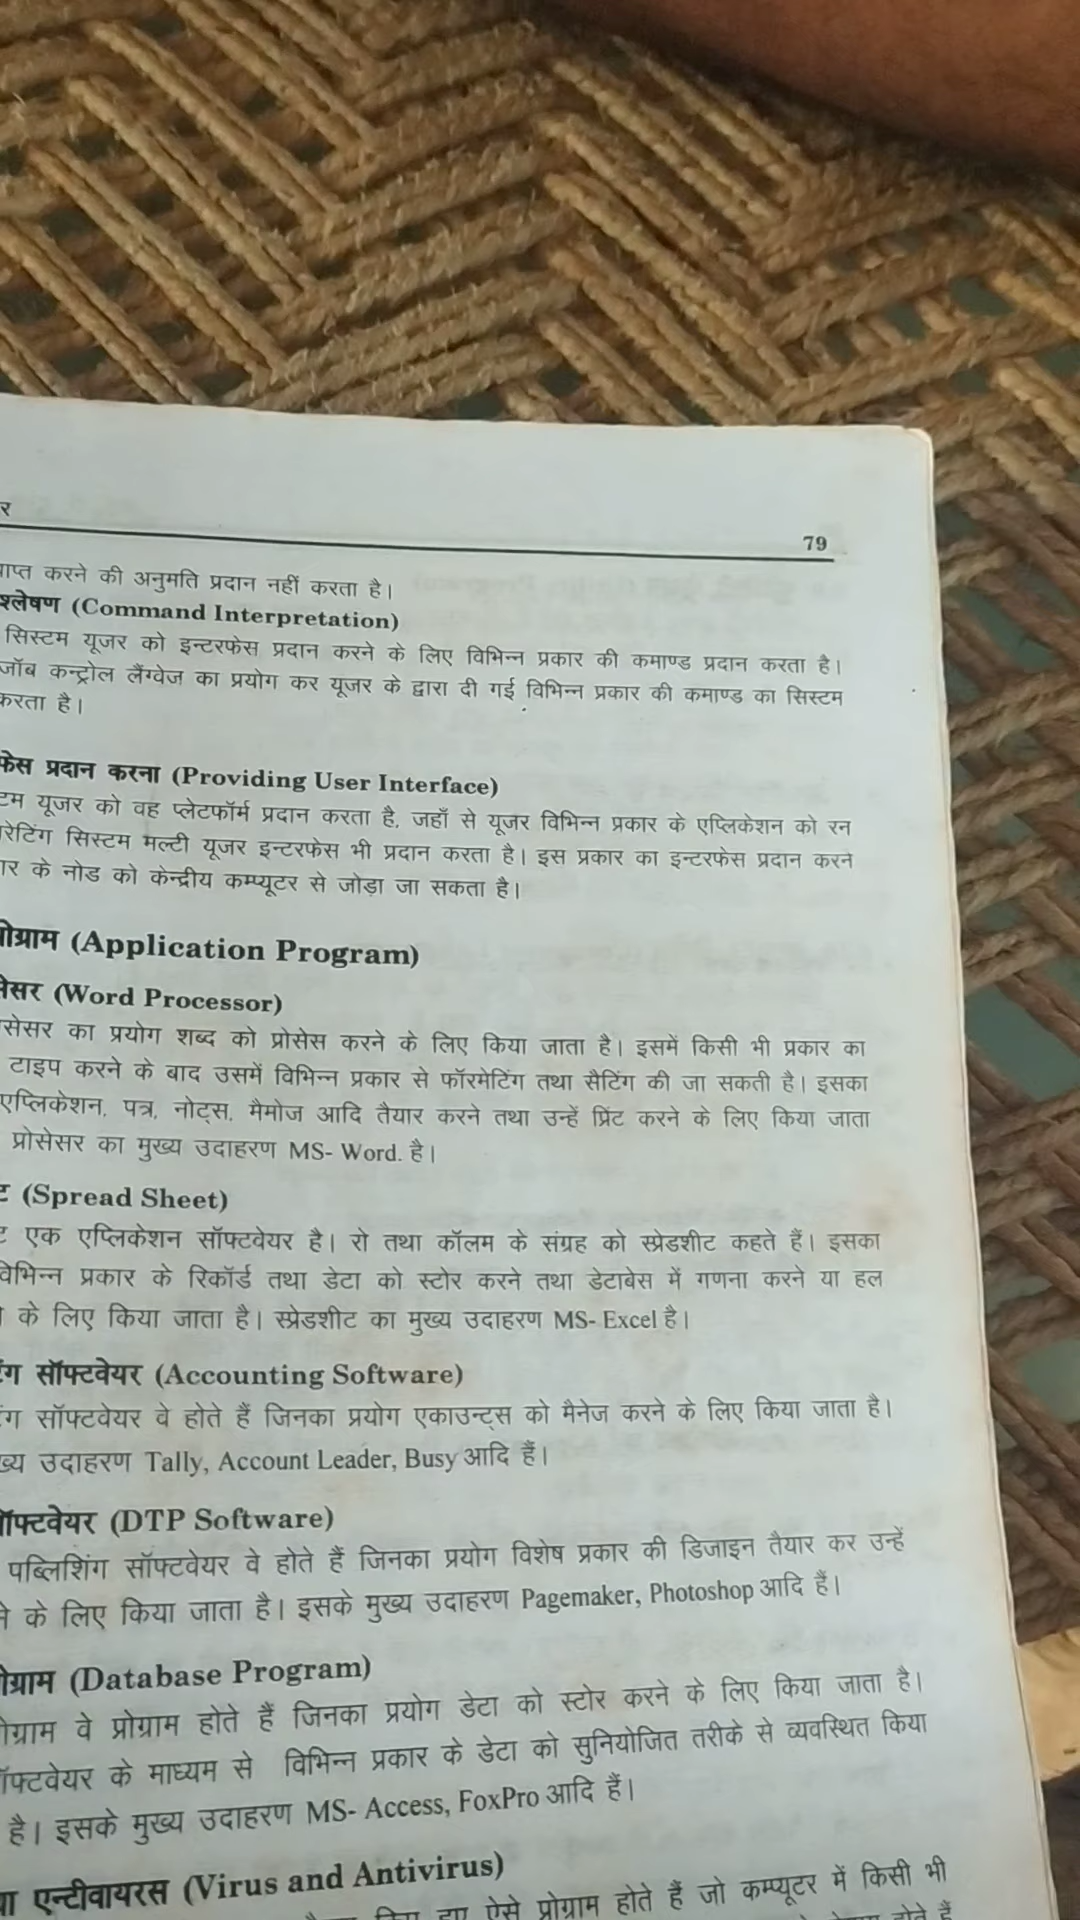 79
करने की अनुमति प्रदान नहीं करता है।
(Command Interpretation)
सिस्टम यूजर को इन्टरफेस प्रदान करने के लिए विभिन्न प्रकार की कमाण्ड प्रदान करता है।
जॉब कन्ट्रोल लैंग्वेज का प्रयोग कर यूजर के द्वारा दी गई विभिन्न प्रकार की कमाण्ड का सिस्टम
करता है।
प्रदान करना (Providing User Interface)
यूजर को वह प्लेटफॉर्म प्रदान करता है, जहाँ से यूजर विभिन्न प्रकार के एप्लिकेशन को रन
सिस्टम मल्टी यूजर इन्टरफेस भी प्रदान करता है। इस प्रकार का इन्टरफेस प्रदान करने
के नोड को केन्द्रीय कम्प्यूटर से जोड़ा जा सकता है।
(Application Program)
(Word Processor)
का प्रयोग शब्द को प्रोसेस करने के लिए किया जाता है। इसमें किसी भी प्रकार का
टाइप करने के बाद उसमें विभिन्न प्रकार से फॉरमेटिंग तथा सैटिंग की जा सकती है। इसका
एप्लिकेशन, पत्र, नोट्स, मैमोज आदि तैयार करने तथा उन्हें प्रिंट करने के लिए किया जाता
प्रोसेसर का मुख्य उदाहरण MS- Word. है।
(Spread Sheet)
एक एप्लिकेशन सॉफ्टवेयर है। रो तथा कॉलम के संग्रह को स्प्रेडशीट कहते हैं। इसका
विभिन्न प्रकार के रिकॉर्ड तथा डेटा को स्टोर करने तथा डेटाबेस में गणना करने या हल
के लिए किया जाता है। स्प्रेडशीट का मुख्य उदाहरण MS- Excel है।
सॉफ्टवेयर (Accounting Software)
सॉफ्टवेयर वे होते हैं जिनका प्रयोग एकाउन्ट्स को मैनेज करने के लिए किया जाता है।
उदाहरण Tally, Account Leader, Busy आदि हैं।
(DTP Software)
पब्लिशिंग सॉफ्टवेयर वे होते हैं जिनका प्रयोग विशेष प्रकार की डिजाइन तैयार कर उन्हें
के लिए किया जाता है। इसके मुख्य उदाहरण Pagemaker, Photoshop आदि हैं।
(Database Program)
वे प्रोग्राम होते हैं जिनका प्रयोग डेटा को स्टोर करने के लिए किया जाता है।
के माध्यम से विभिन्न प्रकार के डेटा को सुनियोजित तरीके से व्यवस्थित किया
है। इसके मुख्य उदाहरण MS- Access, FoxPro आदि हैं।
एन्टीवायरस (Virus and Antivirus)
ऐसे प्रोग्राम होते हैं जो कम्प्यूटर में किसी भी